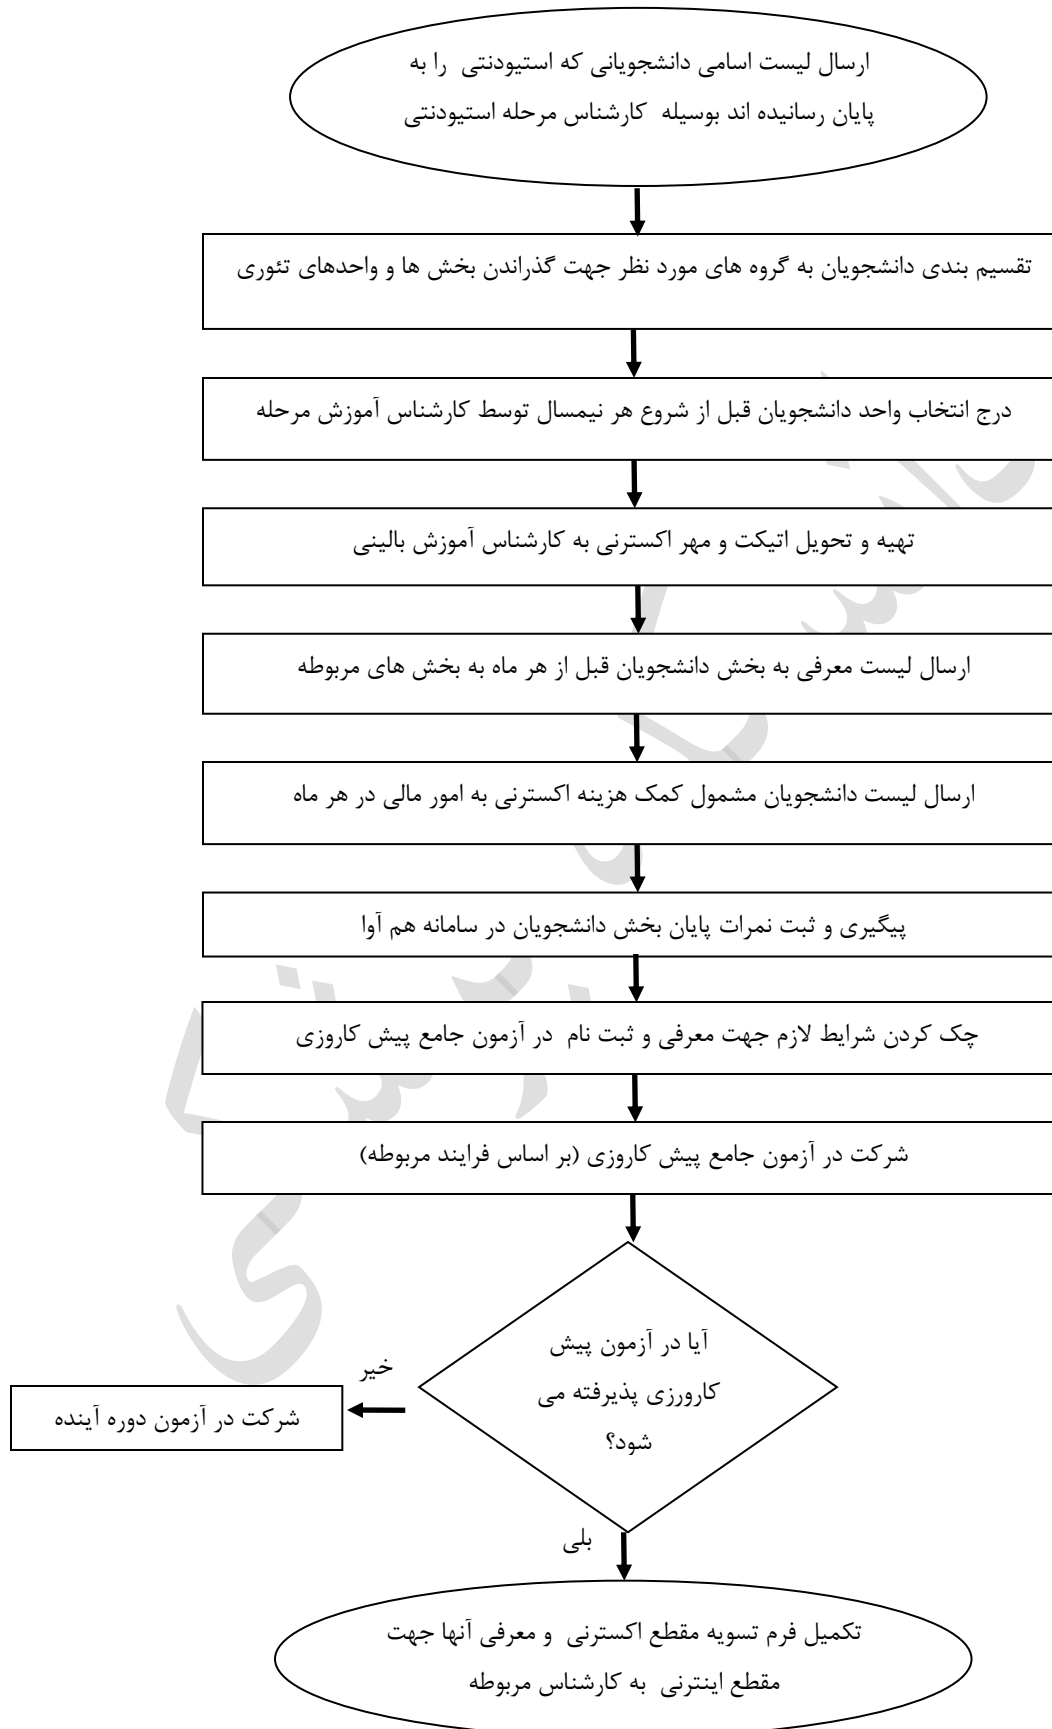 ارسال لیست اسامی دانشجویانی که استیودنتی را به
پایان رسانیده اند بوسیله کارشناس مرحله استیودنتی
تقسیم بندی دانشجویان به گروه های مورد نظر جهت گذراندن بخش ها و واحدهای تئوری
درج انتخاب واحد دانشجویان قبل از شروع هر نیمسال توسط کارشناس آموزش مرحله
تهیه و تحویل اتیکت و مهر اکسترنی به کارشناس آموزش بالینی
ارسال لیست معرفی به بخش دانشجویان قبل از هر ماه به بخش های مربوطه
ارسال لیست دانشجویان مشمول کمک هزینه اکسترنی به امور مالی در هر ماه
پیگیری و ثبت نمرات پایان بخش دانشجویان در سامانه هم آوا
چک کردن شرایط لازم جهت معرفی و ثبت نام در آزمون جامع پیش کاروزی
شرکت در آزمون جامع پیش کاروزی (بر اساس فرایند مربوطه)
آیا در آزمون پیش
کارورزی پذیرفته می
شود؟
خیر
شرکت در آزمون دوره آینده
بلی
تکمیل فرم تسویه مقطع اکسترنی و معرفی آنها جهت
مقطع اینترنی به کارشناس مربوطه